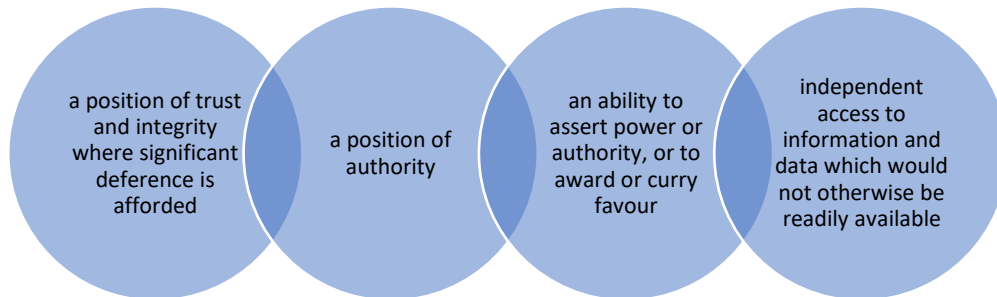 a position of trust
and integrity
where significant
deference is
afforded
a position of
authority
an ability to
assert power or
authority, or to
award or curry
favour
independent
access to
information and
data which would
not otherwise be
readily available